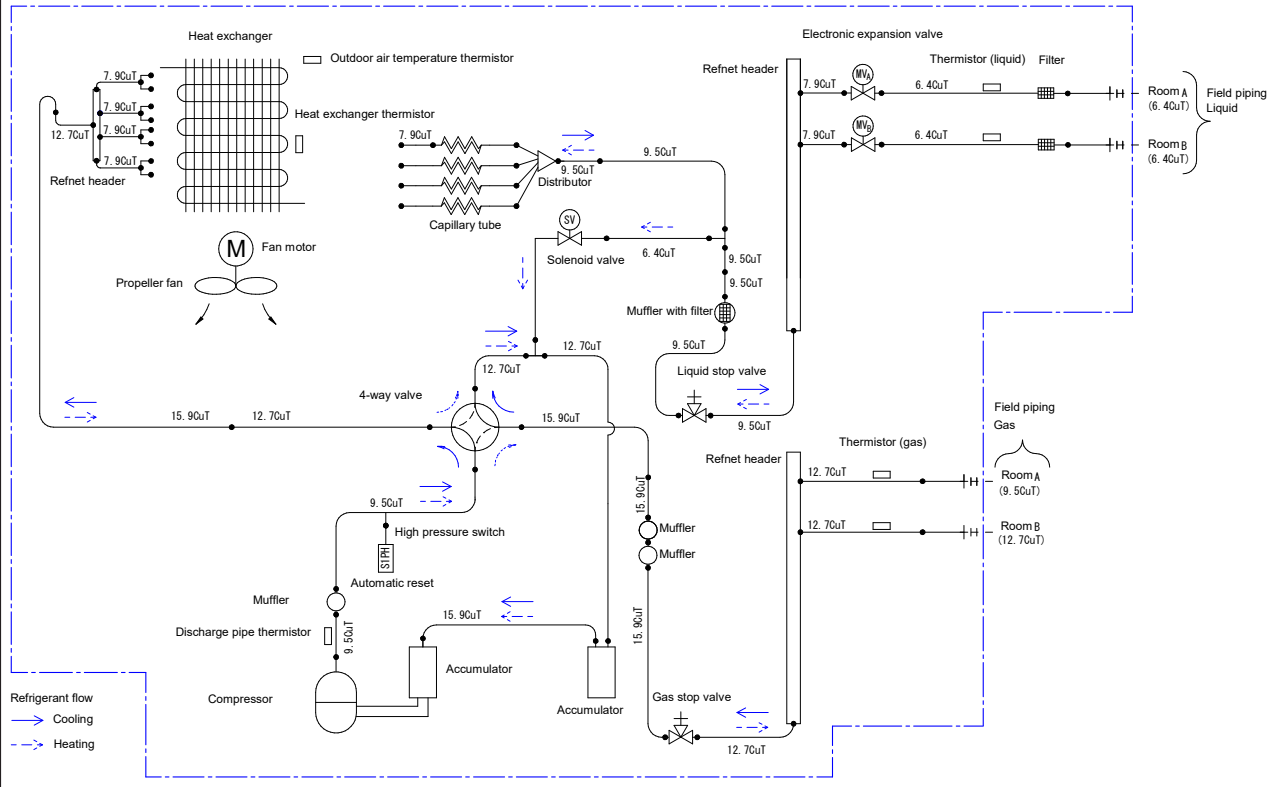 Heat exchanger
Outdoor air temperature thermistor
Electronic expansion valve
Refnet header
Thermistor (liquid)
Filter
7.9CuT
7.9CuT
7.9CuT
7.9CuT
12.7CuT
Refnet header
Heat exchanger thermistor
7.9CuT
Capillary tube
Distributor
9.5CuT
9.5CuT
7.9CuT
MVA
6.4CuT
Room A
(6.4CuT)
7.9CuT
MVB
6.4CuT
Room B
(6.4CuT)
Field piping
Liquid
M
Fan motor
Propeller fan
SV
Solenoid valve
6.4CuT
9.5CuT
9.5CuT
Muffler with filter
9.5CuT
Liquid stop valve
9.5CuT
12.7CuT
12.7CuT
4-way valve
15.9CuT
12.7CuT
15.9CuT
Field piping
Gas
Thermistor (gas)
Refnet header
12.7CuT
Room A
(9.5CuT)
12.7CuT
Room B
(12.7CuT)
15.9CuT
Muffler
Muffler
15.9CuT
9.5CuT
High pressure switch
S1PH
Automatic reset
Muffler
Discharge pipe thermistor
9.5CuT
15.9CuT
Accumulator
Accumulator
Compressor
Gas stop valve
12.7CuT
Refrigerant flow
Cooling
Heating